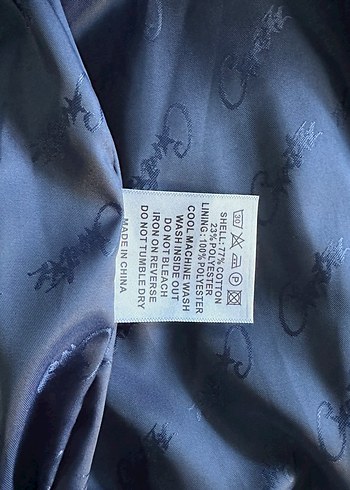 30 P
SHELL:77% COTTON
23% POLYESTER
LINING: 100% POLYESTER
COOL MACHINE WASH
WASH INSIDE OUT
DO NOT BLEACH
IRON ON REVERSE
DO NOT TUMBLE DRY
MADE IN CHINA